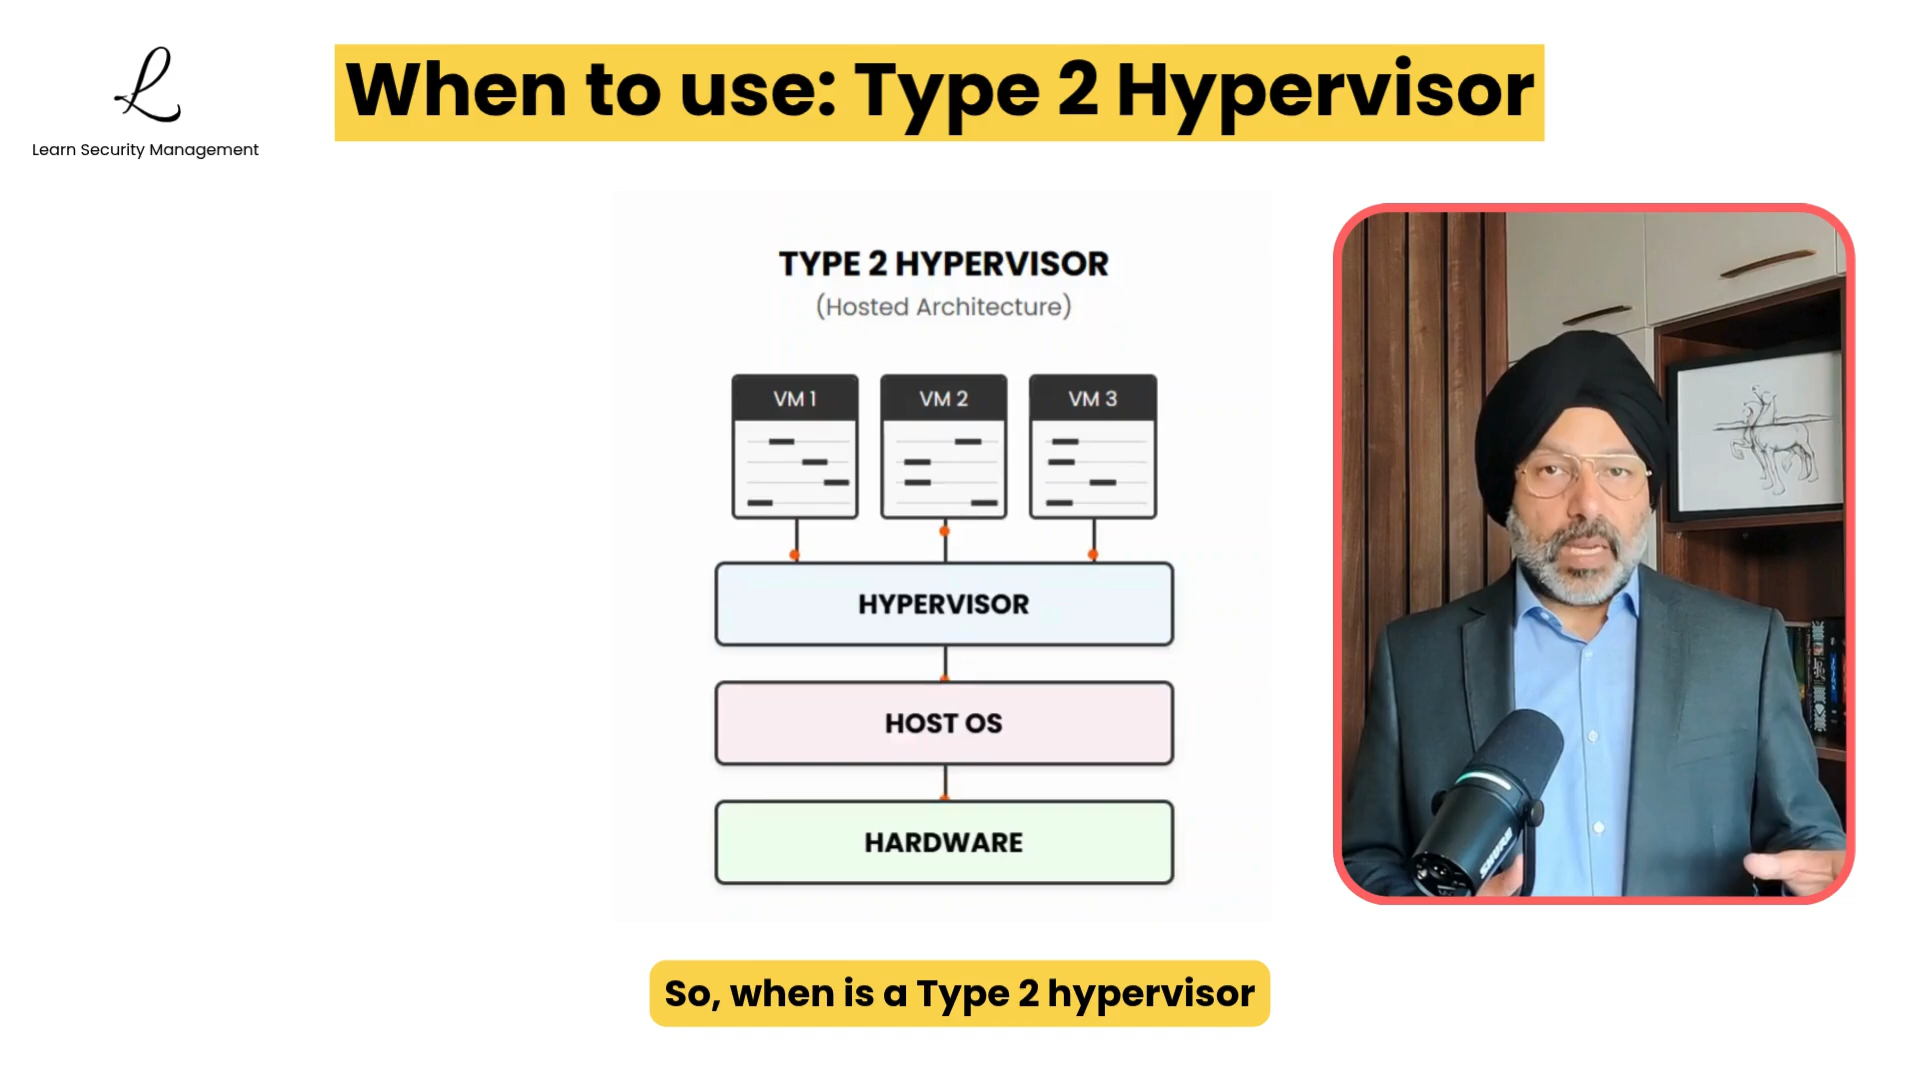 L
Learn Security Management
When to use: Type 2 Hypervisor
TYPE 2 HYPERVISOR
(Hosted Architecture)
VM 1
VM 2
VM 3
HYPERVISOR
HOST OS
HARDWARE
SHURE
So, when is a Type 2 hypervisor